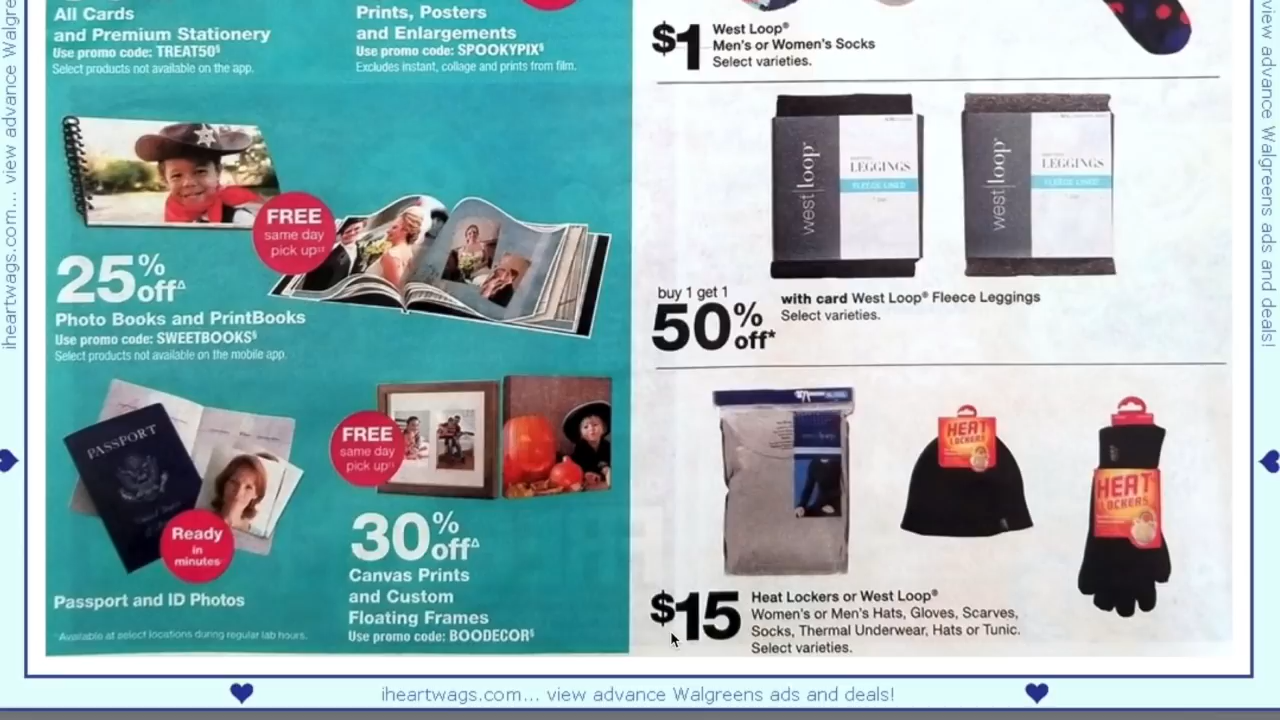 All Cards
and Premium Stationery
Use promo code: TREAT50§
Select products not available on the app.
Prints, Posters
and Enlargements
Use promo code: SPOOKYPIX§
Excludes instant, collage and prints from film.
FREE
same day
pick up
25% off∆
Photo Books and PrintBooks
Use promo code: SWEETBOOKS§
Select products not available on the mobile app.
PASSPORT
Ready
in
minutes
Passport and ID Photos
Available at select locations during regular lab hours.
FREE
same day
pick up
30% off∆
Canvas Prints
and Custom
Floating Frames
Use promo code: BOODECOR§
$1
West Loop®
Men's or Women's Socks
Select varieties.
west loop
LEGGINGS
FLEECE LINED
west loop
LEGGINGS
FLEECE LINED
buy 1 get 1
50% off*
with card West Loop® Fleece Leggings
Select varieties.
HEAT
LOCKERS
HEAT
LOCKERS
$15
Heat Lockers or West Loop®
Women's or Men's Hats, Gloves, Scarves,
Socks, Thermal Underwear, Hats or Tunic.
Select varieties.
iheartwags.com... view advance Walgre
view advance Walgreens ads and deals!
iheartwags.com... view advance Walgreens ads and deals!